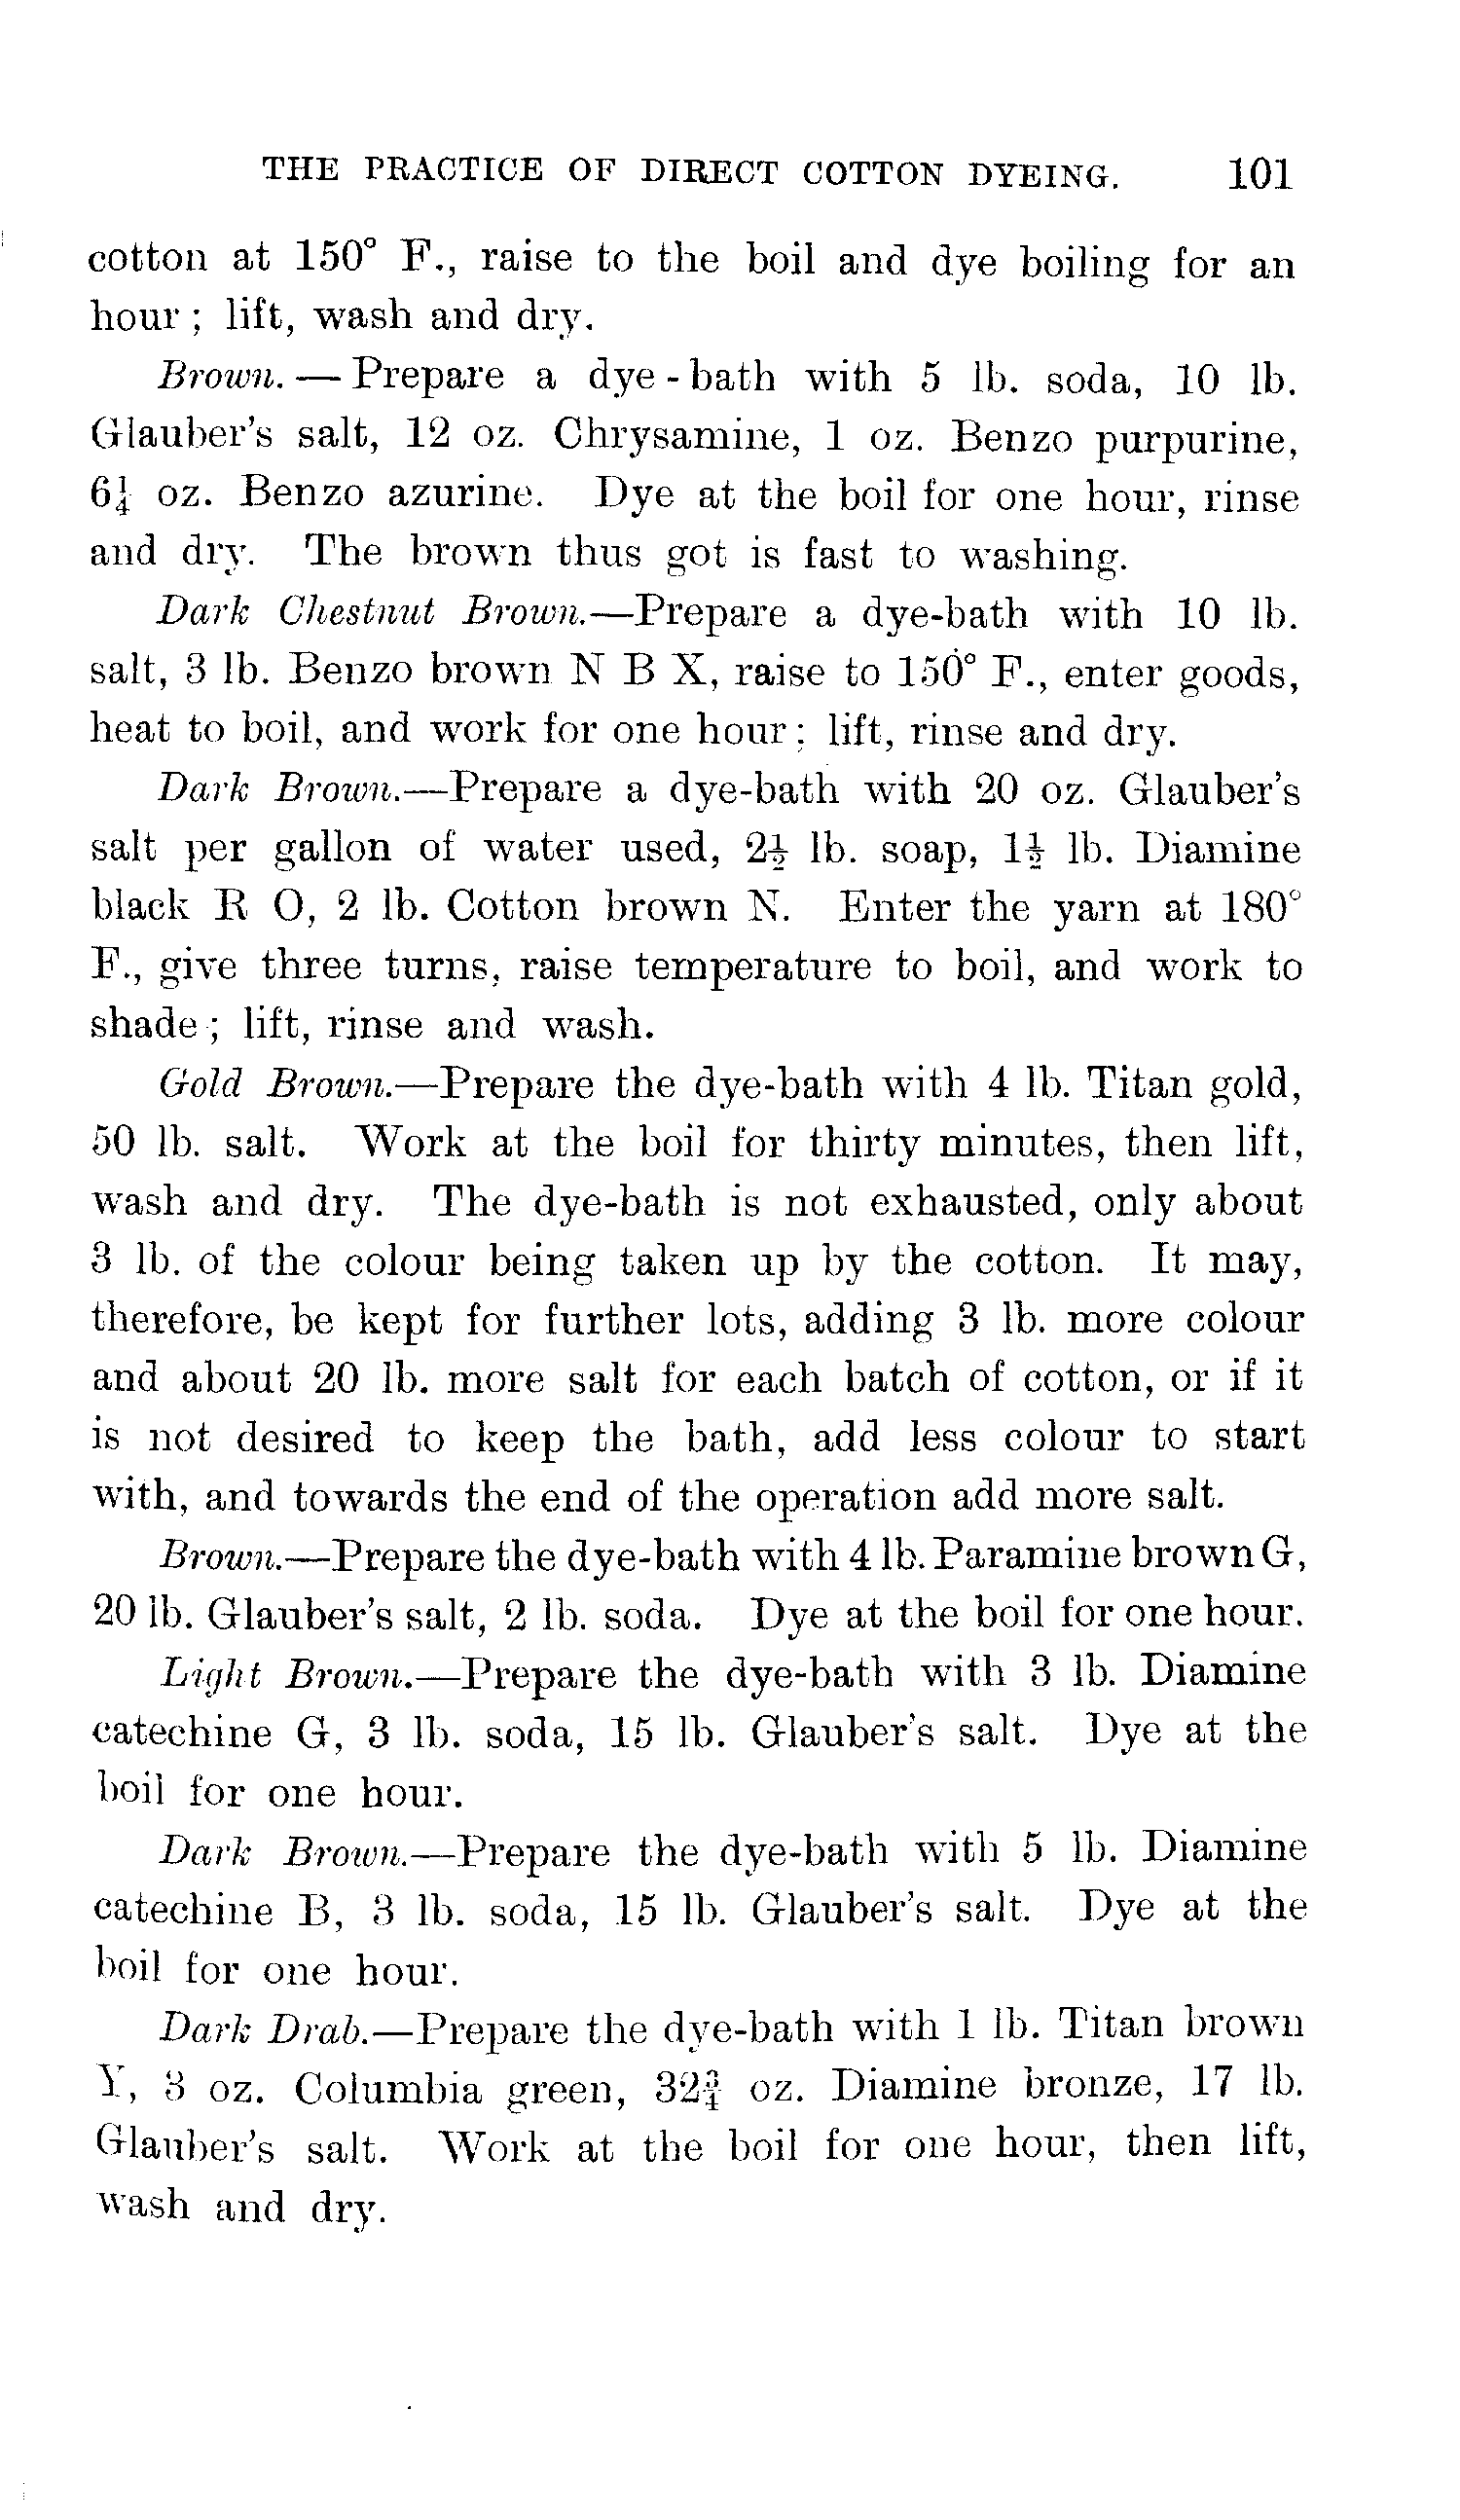 THE PRACTICE OF DIRECT COTTON DYEING. 101
cotton at 150° F., raise to the boil and dye boiling for an
hour; lift, wash and dry.
Brown.—Prepare a dye-bath with 5 lb. soda, 10 lb.
Glauber's salt, 12 oz. Chrysamine, 1 oz. Benzo purpurine,
6¼ oz. Benzo azurine. Dye at the boil for one hour, rinse
and dry. The brown thus got is fast to washing.
Dark Chestnut Brown.—Prepare a dye-bath with 10 lb.
salt, 3 lb. Benzo brown N B X, raise to 150° F., enter goods,
heat to boil, and work for one hour; lift, rinse and dry.
Dark Brown.—Prepare a dye-bath with 20 oz. Glauber's
salt per gallon of water used, 2½ lb. soap, 1½ lb. Diamine
black R O, 2 lb. Cotton brown N. Enter the yarn at 180°
F., give three turns, raise temperature to boil, and work to
shade; lift, rinse and wash.
Gold Brown.—Prepare the dye-bath with 4 lb. Titan gold,
50 lb. salt. Work at the boil for thirty minutes, then lift,
wash and dry. The dye-bath is not exhausted, only about
3 lb. of the colour being taken up by the cotton. It may,
therefore, be kept for further lots, adding 3 lb. more colour
and about 20 lb. more salt for each batch of cotton, or if it
is not desired to keep the bath, add less colour to start
with, and towards the end of the operation add more salt.
Brown.—Prepare the dye-bath with 4 lb. Paramine brown G,
20 lb. Glauber's salt, 2 lb. soda. Dye at the boil for one hour.
Light Brown.—Prepare the dye-bath with 3 lb. Diamine
catechine G, 3 lb. soda, 15 lb. Glauber's salt. Dye at the
boil for one hour.
Dark Brown.—Prepare the dye-bath with 5 lb. Diamine
catechine B, 3 lb. soda, 15 lb. Glauber's salt. Dye at the
boil for one hour.
Dark Drab.—Prepare the dye-bath with 1 lb. Titan brown
Y, 3 oz. Columbia green, 32¾ oz. Diamine bronze, 17 lb.
Glauber's salt. Work at the boil for one hour, then lift,
wash and dry.